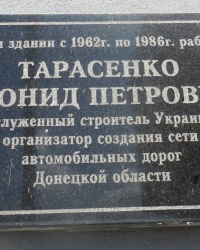 здании с 1962г. по 1986г. раб
ТАРАСЕНКО
ОНИД ПЕТРОВ
служенный строитель Украин
организатор создания сети
автомобильных дорог
Донецкой области